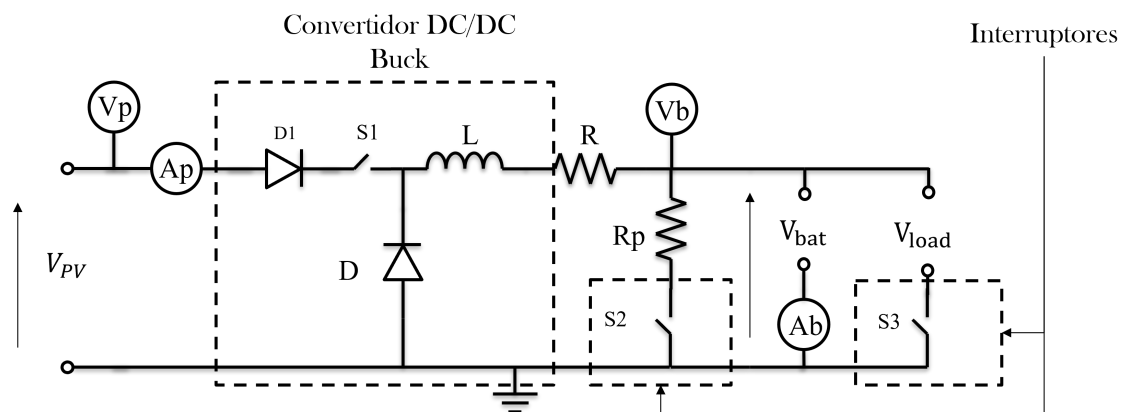 Convertidor DC/DC
Buck
Interruptores
Vp
Ap
D1
S1
L
R
Vb
D
Rp
S2
V_PV
V_bat
V_load
Ab
S3